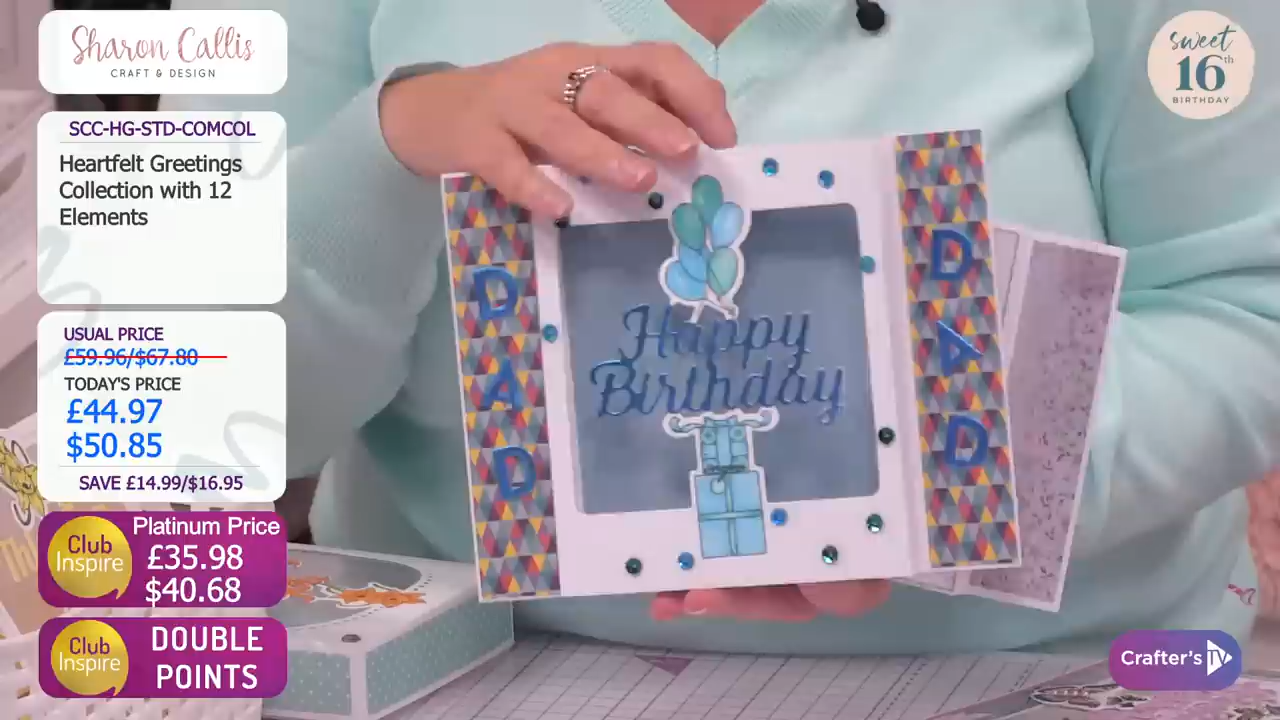 Sharon Callis
CRAFT & DESIGN
SCC-HG-STD-COMCOL
Heartfelt Greetings
Collection with 12
Elements
USUAL PRICE
£59.96/$67.80
TODAY'S PRICE
£44.97
$50.85
SAVE £14.99/$16.95
Club
Inspire
Platinum Price
£35.98
$40.68
Club
Inspire
DOUBLE
POINTS
DAD
Happy
Birthday
DAD
sweet
16th
BIRTHDAY
Crafter's TV